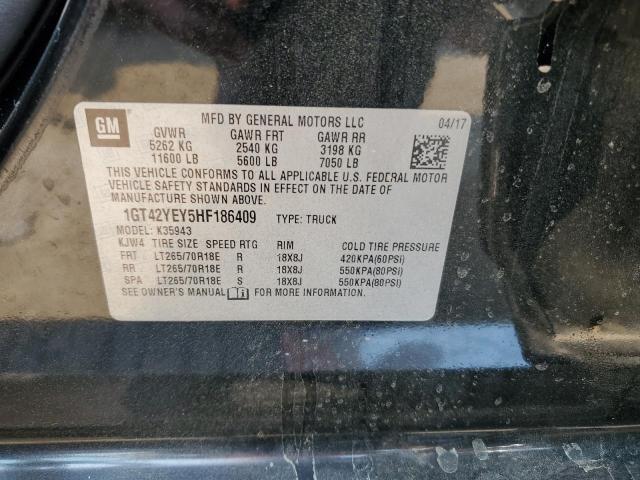 GM
MFD BY GENERAL MOTORS LLC
04/17
GVWR GAWR FRT GAWR RR
5262 KG 2540 KG 3198 KG
11600 LB 5600 LB 7050 LB
THIS VEHICLE CONFORMS TO ALL APPLICABLE U.S. FEDERAL MOTOR
VEHICLE SAFETY STANDARDS IN EFFECT ON THE DATE OF
MANUFACTURE SHOWN ABOVE.
1GT42YEY5HF186409 TYPE: TRUCK
MODEL: K35943
KJW4 TIRE SIZE SPEED RTG RIM COLD TIRE PRESSURE
FRT LT265/70R18E R 18X8J 420KPA(60PSI)
RR LT265/70R18E R 18X8J 550KPA(80PSI)
SPA LT265/70R18E S 18X8J 550KPA(80PSI)
SEE OWNER'S MANUAL FOR MORE INFORMATION.